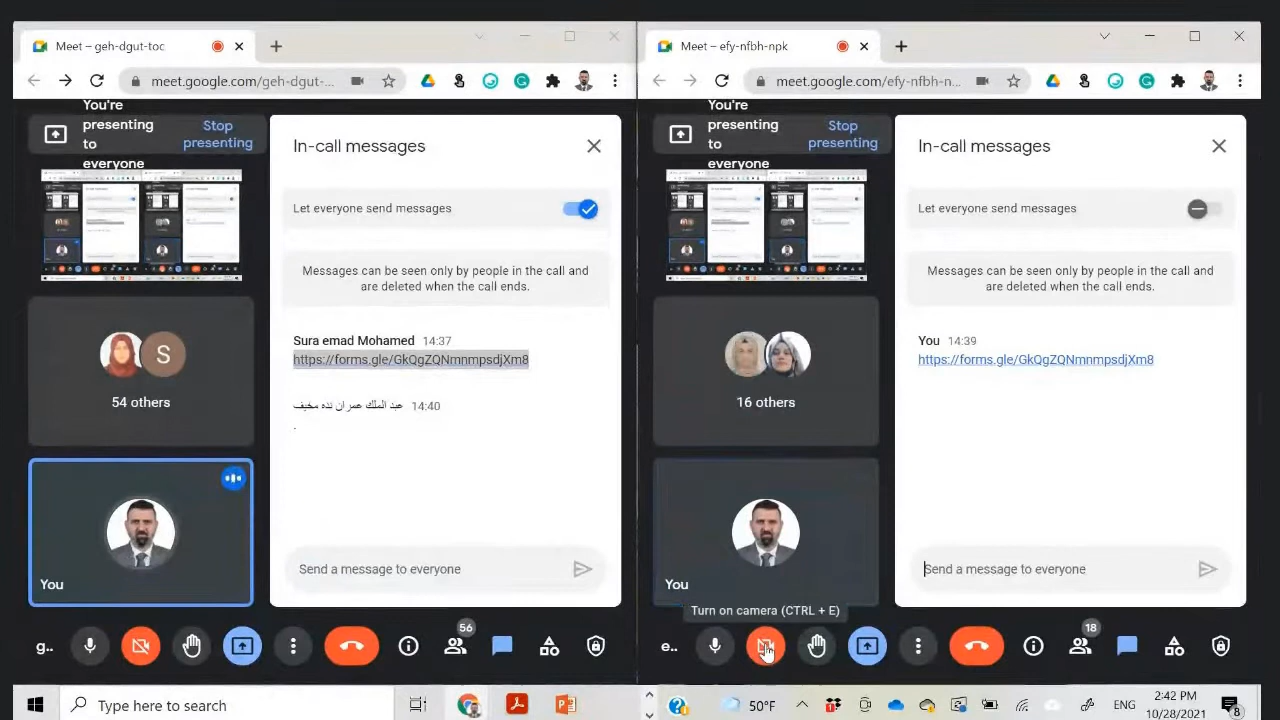 Meet – geh-dgut-toc
meet.google.com/geh-dgut-...
You're presenting to everyone
Stop presenting
54 others
You
In-call messages
Let everyone send messages
Messages can be seen only by people in the call and
are deleted when the call ends.
Sura emad Mohamed 14:37
https://forms.gle/GkQgZQNmnmpsdjXm8
عبد الملك عمران نده مخيف 14:40
.
Send a message to everyone
g..
56
Meet – efy-nfbh-npk
meet.google.com/efy-nfbh-n...
You're presenting to everyone
Stop presenting
16 others
You
Turn on camera (CTRL + E)
In-call messages
Let everyone send messages
Messages can be seen only by people in the call and
are deleted when the call ends.
You 14:39
https://forms.gle/GkQgZQNmnmpsdjXm8
Send a message to everyone
e..
18
S
Type here to search
50°F
ENG
2:42 PM
10/28/2021
8